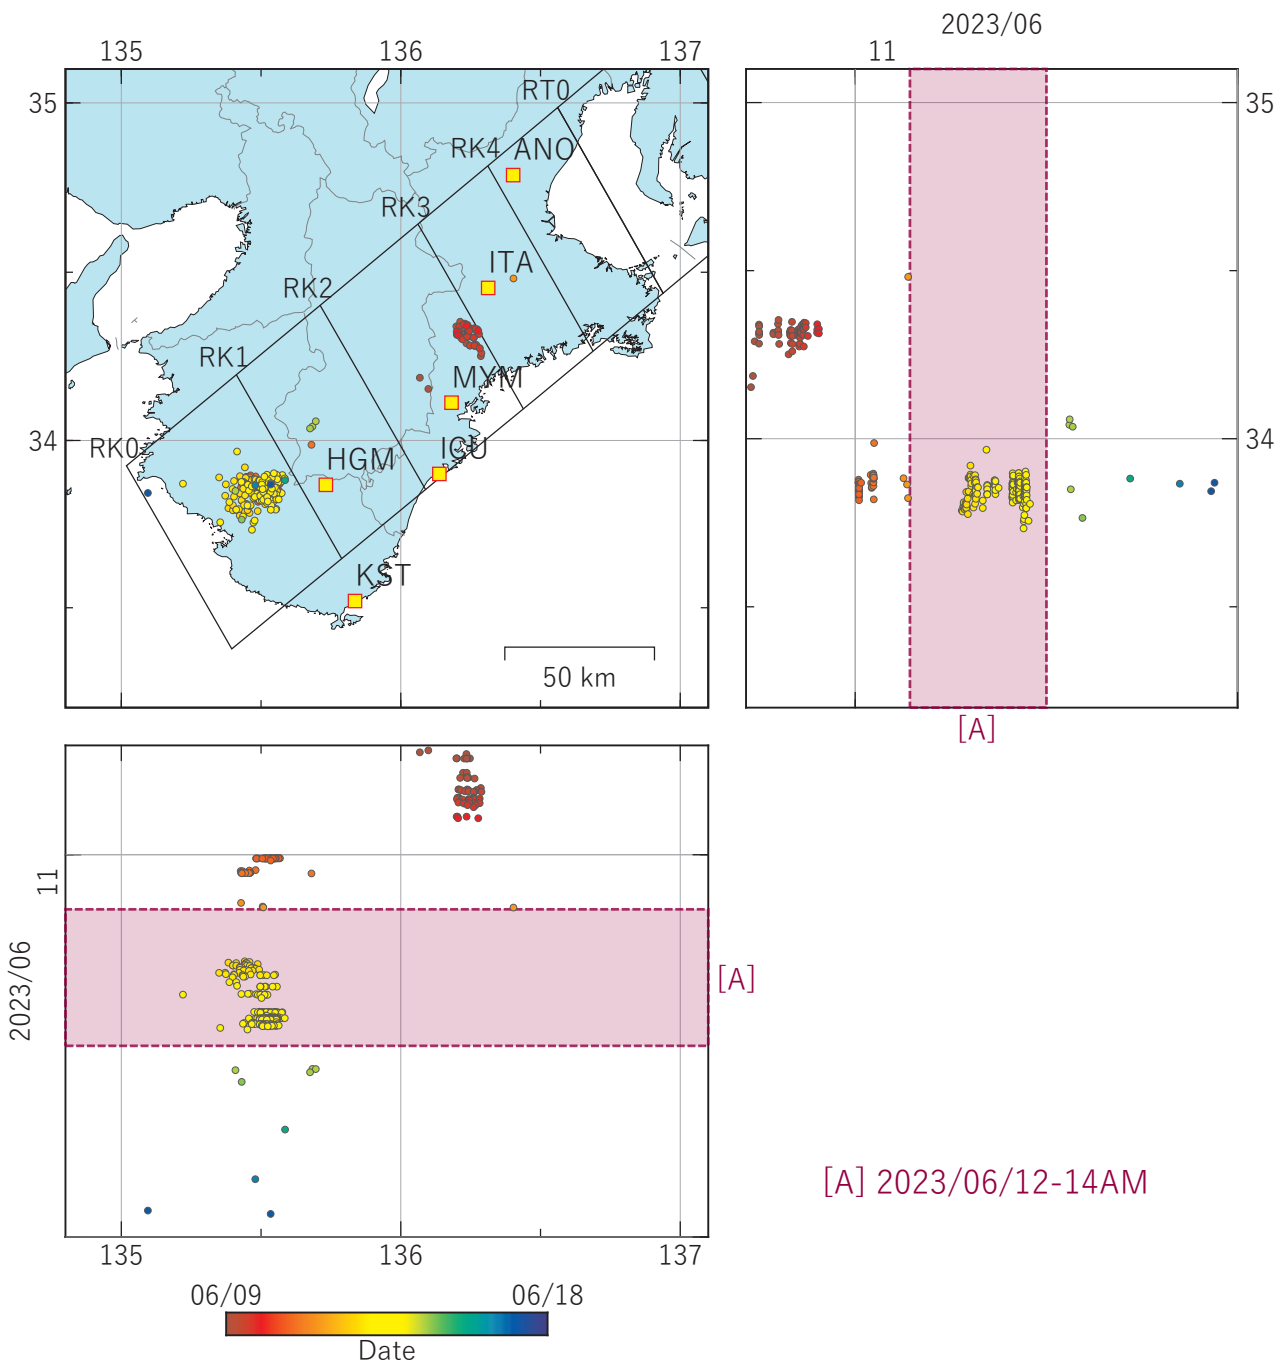 2023/06
135
136
137
11
35
RT0
RK4 ANO
RK3
ITA
RK2
RK1
MYM
34
RK0
HGM
IGU
KST
50 km
35
34
[A]
11
2023/06
[A]
135
136
137
[A] 2023/06/12-14AM
06/09
06/18
Date